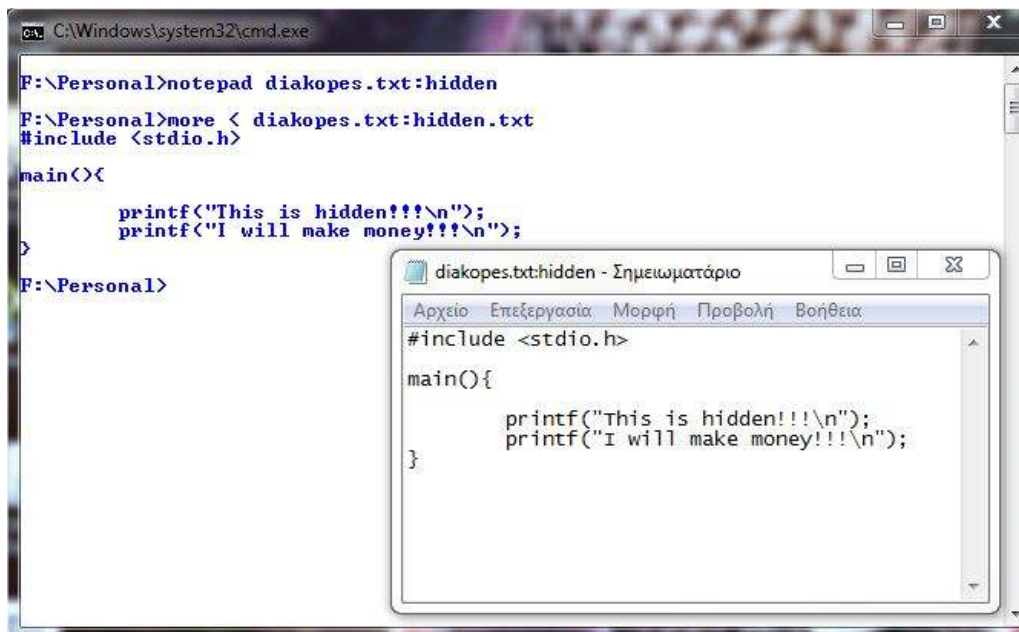 C:\Windows\system32\cmd.exe
F:\Personal>notepad diakopes.txt:hidden
F:\Personal>more < diakopes.txt:hidden.txt
#include <stdio.h>
main(){
printf("This is hidden!!!\n");
printf("I will make money!!!\n");
}
F:\Personal>
diakopes.txt:hidden - Σημειωματάριο
Αρχείο Επεξεργασία Μορφή Προβολή Βοήθεια
#include <stdio.h>
main(){
printf("This is hidden!!!\n");
printf("I will make money!!!\n");
}